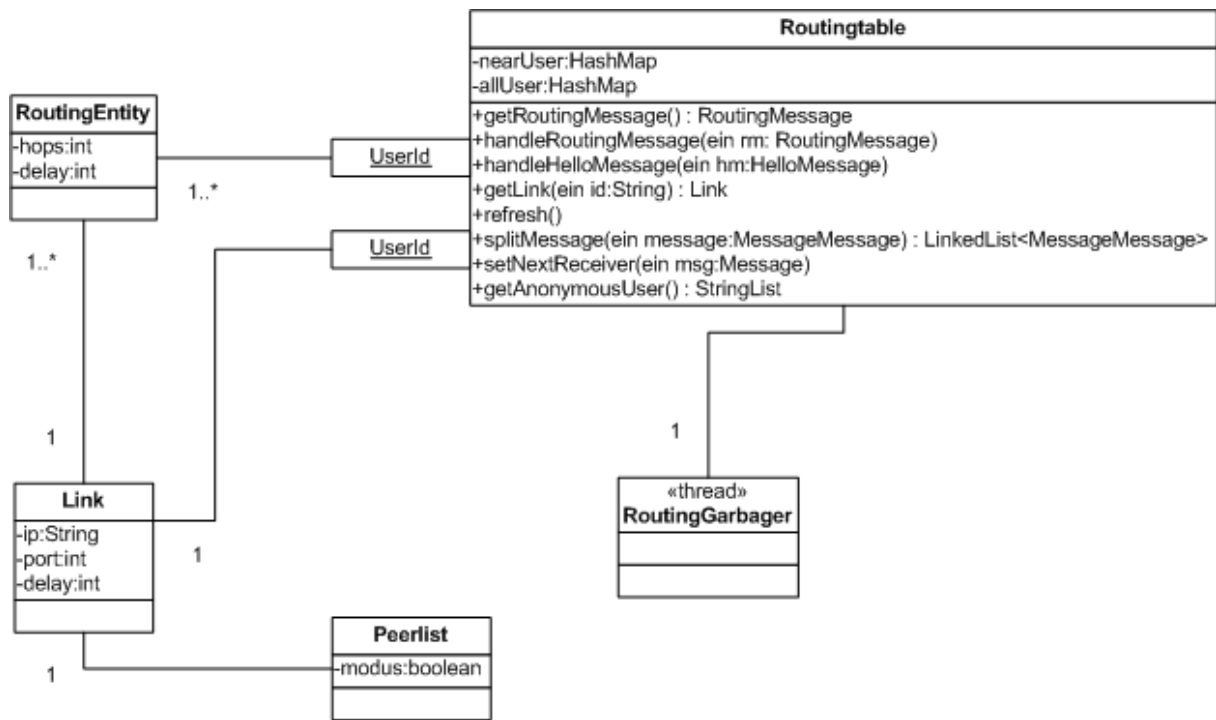 Routingtable
-nearUser:HashMap
-allUser:HashMap
+getRoutingMessage() : RoutingMessage
+handleRoutingMessage(ein rm: RoutingMessage)
+handleHelloMessage(ein hm:HelloMessage)
+getLink(ein id:String) : Link
+refresh()
+splitMessage(ein message:MessageMessage) : LinkedList<MessageMessage>
+setNextReceiver(ein msg:Message)
+getAnonymousUser() : StringList
RoutingEntity
-hops:int
-delay:int
UserId
1..*
UserId
1..*
1
1
Link
-ip:String
-port:int
-delay:int
1
«thread»
RoutingGarbager
1
Peerlist
-modus:boolean